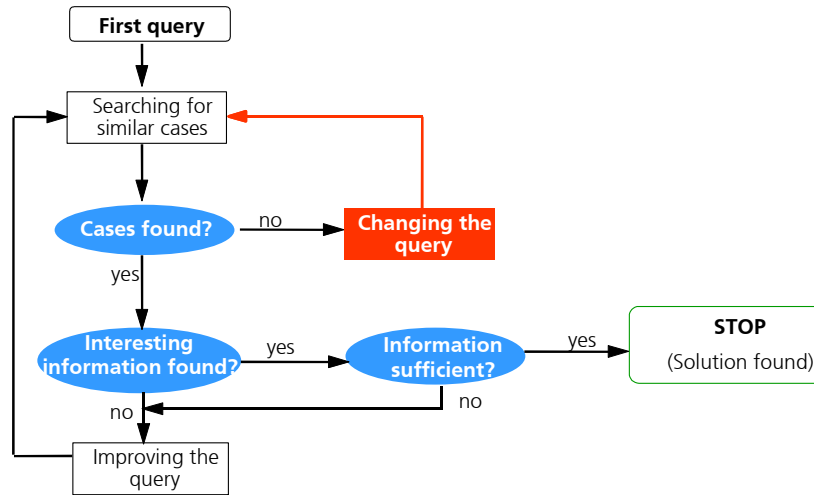 First query
Searching for
similar cases
Cases found?
no
Changing the
query
yes
Interesting
information found?
yes
Information
sufficient?
yes
STOP
(Solution found)
no
no
Improving the
query